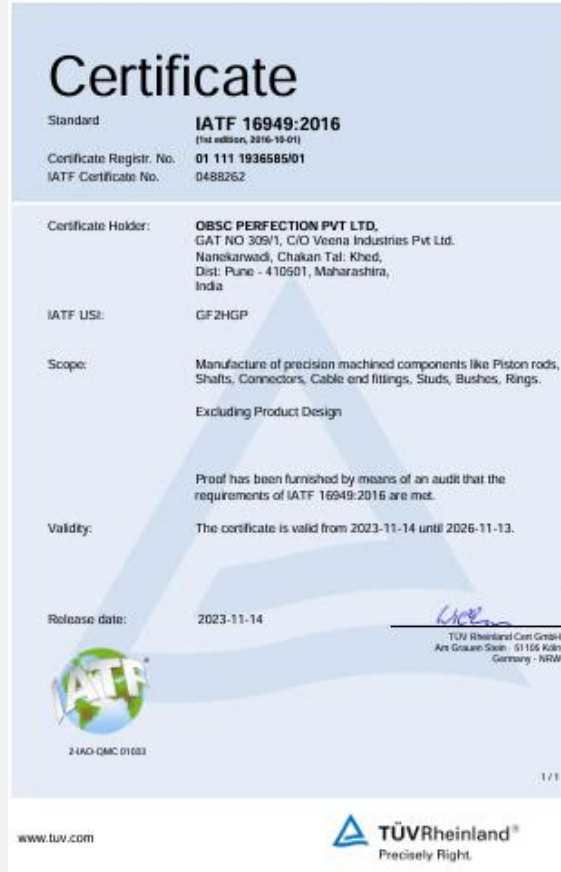 Certificate
Standard IATF 16949:2016
(1st edition, 2016-10-01)
Certificate Registr. No. 01 111 1936585/01
IATF Certificate No. 0488262
Certificate Holder: OBSC PERFECTION PVT LTD,
GAT NO 309/1, C/O Veena Industries Pvt Ltd.
Nanekarwadi, Chakan Tal: Khed,
Dist: Pune - 410501, Maharashtra,
India
IATF USI: GF2HGP
Scope: Manufacture of precision machined components like Piston rods,
Shafts, Connectors, Cable end fittings, Studs, Bushes, Rings.
Excluding Product Design
Proof has been furnished by means of an audit that the
requirements of IATF 16949:2016 are met.
Validity: The certificate is valid from 2023-11-14 until 2026-11-13.
Release date: 2023-11-14
TÜV Rheinland Cert GmbH
Am Grauen Stein · 51105 Köln
Germany - NRW
IATF
2-IAO-QMC 01003
1 / 1
www.tuv.com
TÜVRheinland®
Precisely Right.